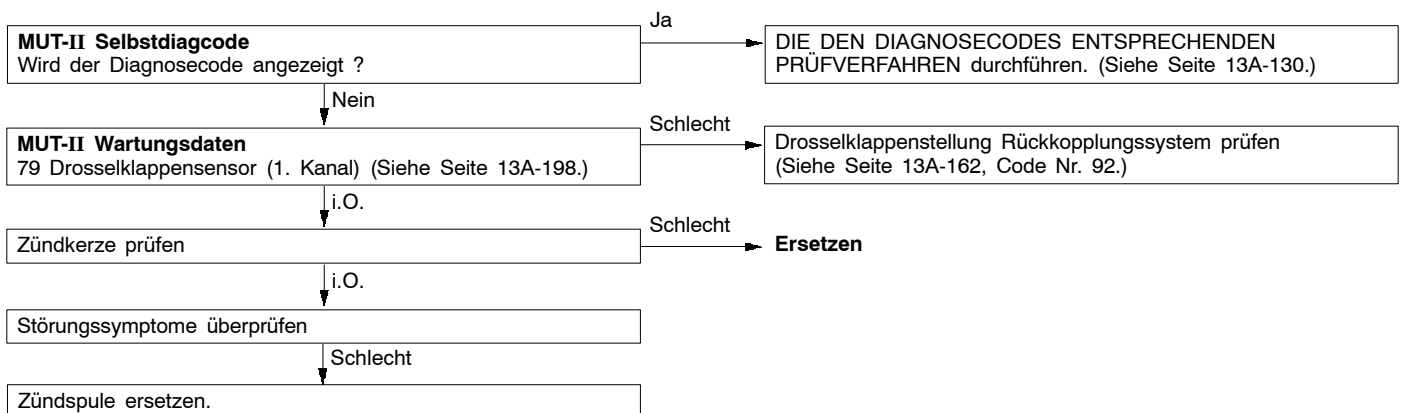 MUT-II Selbstdiagcode
Wird der Diagnosecode angezeigt ?
Ja
DIE DEN DIAGNOSECODES ENTSPRECHENDEN
PRÜFVERFAHREN durchführen. (Siehe Seite 13A-130.)
Nein
MUT-II Wartungsdaten
79 Drosselklappensensor (1. Kanal) (Siehe Seite 13A-198.)
Schlecht
Drosselklappenstellung Rückkopplungssystem prüfen
(Siehe Seite 13A-162, Code Nr. 92.)
i.O.
Zündkerze prüfen
Schlecht
Ersetzen
i.O.
Störungssymptome überprüfen
Schlecht
Zündspule ersetzen.